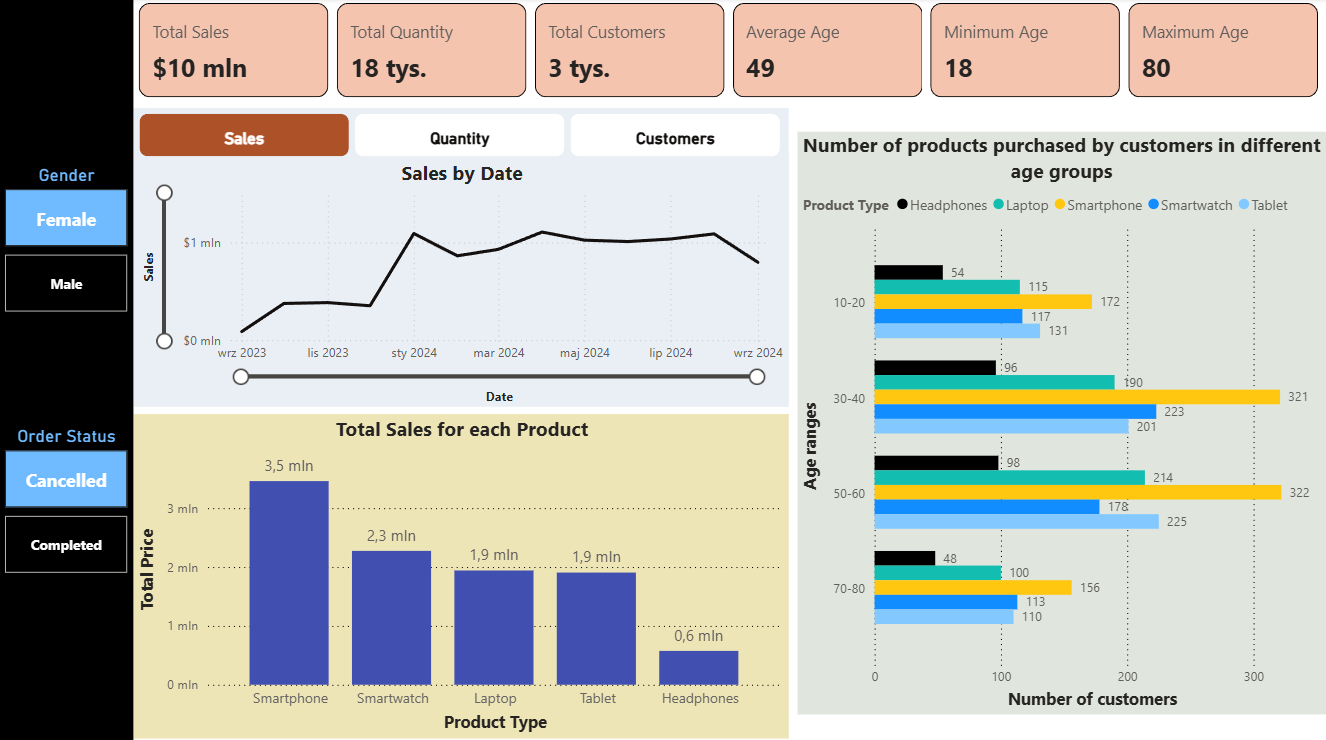 Total Sales
$10 mln
Total Quantity
18 tys.
Total Customers
3 tys.
Average Age
49
Minimum Age
18
Maximum Age
80
Gender
Female
Male
Order Status
Cancelled
Completed
Sales
Quantity
Customers
Sales by Date
Sales
$1 mln
$0 mln
wrz 2023
lis 2023
sty 2024
mar 2024
maj 2024
lip 2024
wrz 2024
Date
Total Sales for each Product
Total Price
3 mln
2 mln
1 mln
0 mln
3,5 mln
2,3 mln
1,9 mln
1,9 mln
0,6 mln
Smartphone
Smartwatch
Laptop
Tablet
Headphones
Product Type
Number of products purchased by customers in different
age groups
Product Type Headphones Laptop Smartphone Smartwatch Tablet
Age ranges
10-20
54
115
172
117
131
30-40
96
190
321
223
201
50-60
98
214
322
178
225
70-80
48
100
156
113
110
0
100
200
300
Number of customers